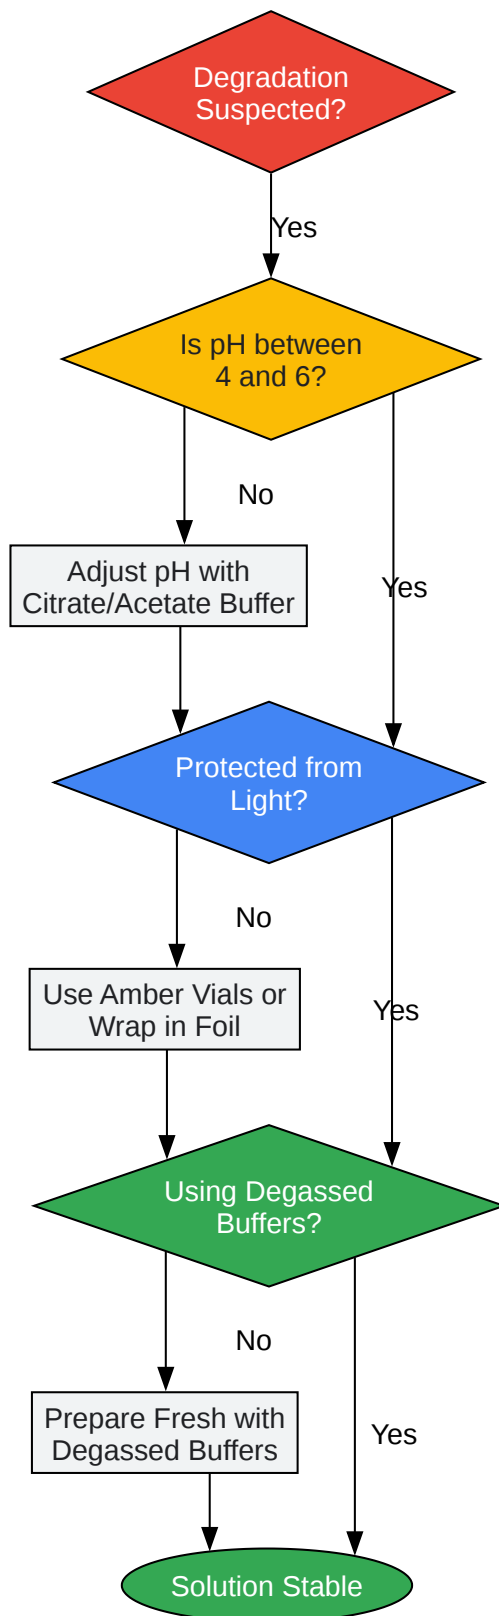 Degradation
Suspected?
Yes
Is pH between
4 and 6?
No
Adjust pH with
Citrate/Acetate Buffer
Yes
Protected from
Light?
No
Use Amber Vials or
Wrap in Foil
Yes
Using Degassed
Buffers?
No
Prepare Fresh with
Degassed Buffers
Yes
Solution Stable